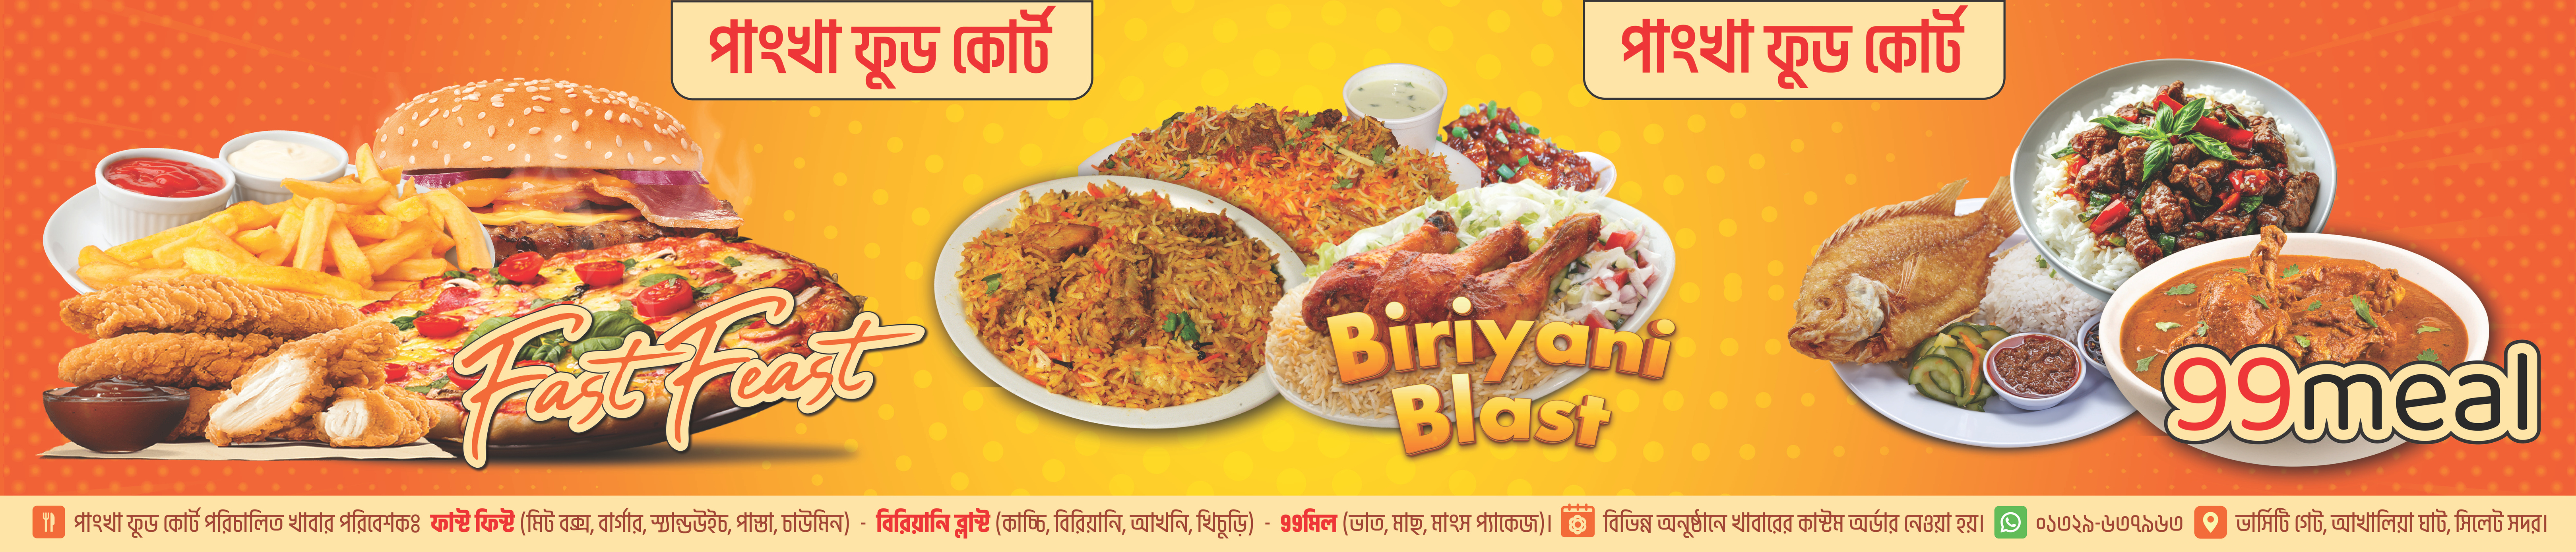 পাংখা ফূড কোর্ট
পাংখা ফূড কোর্ট
Fast Feast
Biriyani
Blast
99meal
পাংখা ফূড কোর্ট পরিচালিত খাবার পরিবেশকঃ ফাস্ট ফিস্ট (মিট বক্স, বার্গার, স্যান্ডউইচ, পাস্তা, চাউমিন) - বিরিয়ানি ব্লাস্ট (কাচ্চি, বিরিয়ানি, আখনি, খিচুড়ি) - ৯৯মিল (ভাত, মাছ, মাংস প্যাকেজ)। বিভিন্ন অনুষ্ঠানে খাবারের কাস্টম অর্ডার নেওয়া হয়। ০১৩২৯-৬৩৭৯৬৩ ভার্সিটি গেট, আখালিয়া ঘাট, সিলেট সদর।